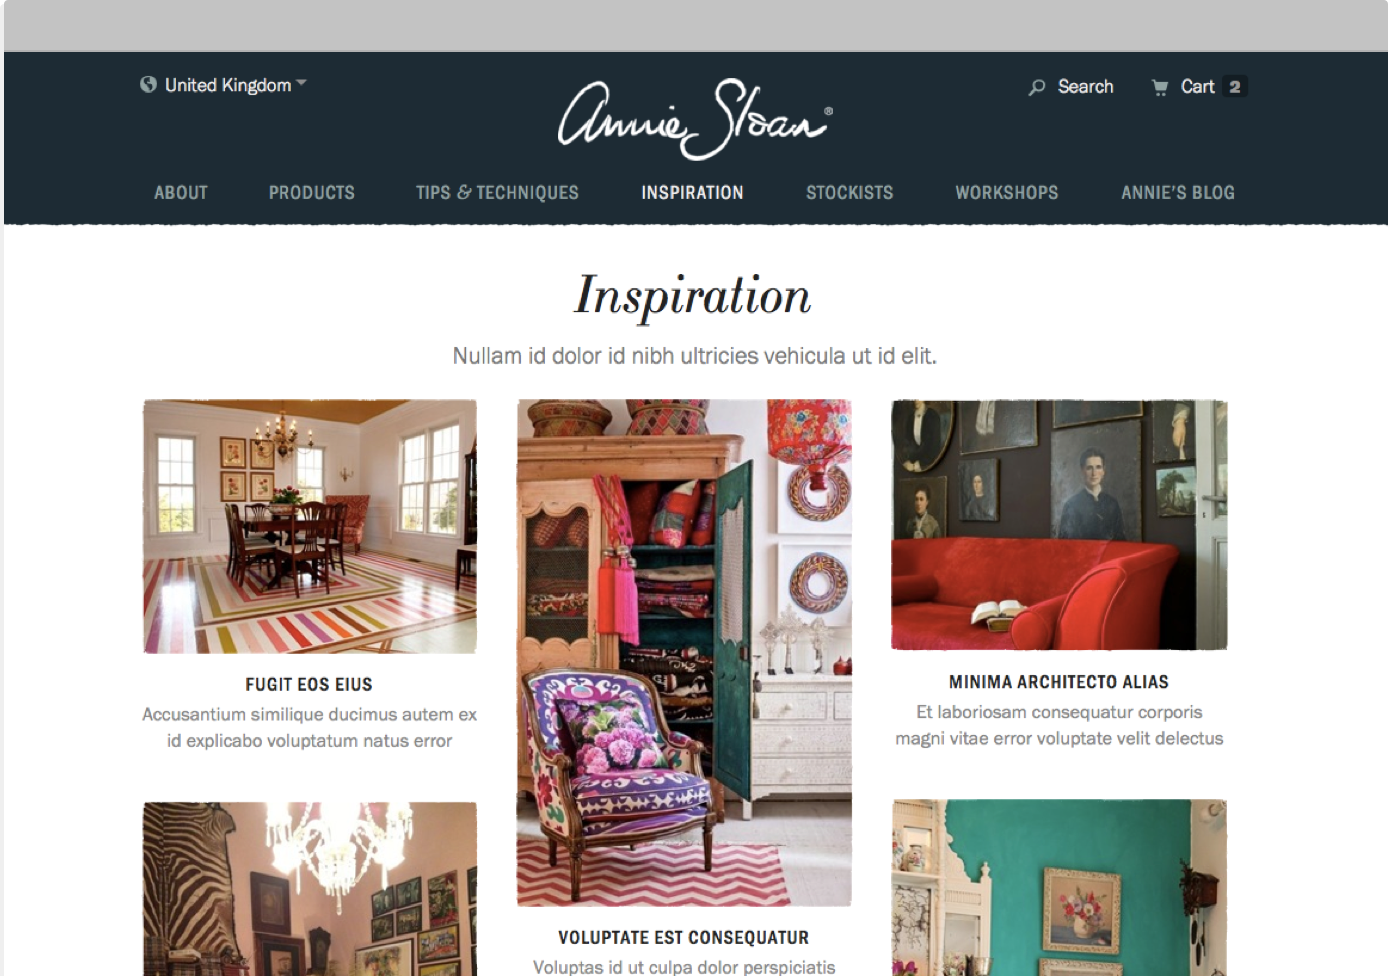 United Kingdom
Annie Sloan®
Search
Cart 2
ABOUT PRODUCTS TIPS & TECHNIQUES INSPIRATION STOCKISTS WORKSHOPS ANNIE'S BLOG
Inspiration
Nullam id dolor id nibh ultricies vehicula ut id elit.
FUGIT EOS EIUS
Accusantium similique ducimus autem ex
id explicabo voluptatum natus error
VOLUPTATE EST CONSEQUATUR
Voluptas id ut culpa dolor perspiciatis
MINIMA ARCHITECTO ALIAS
Et laboriosam consequatur corporis
magni vitae error voluptate velit delectus